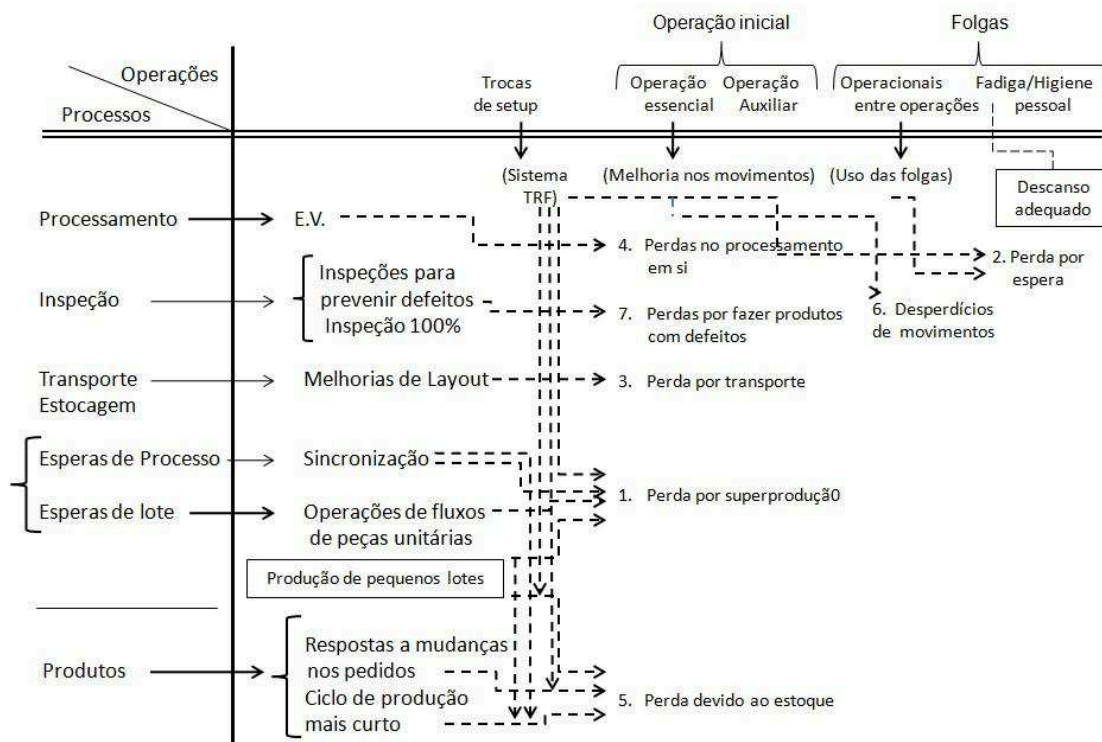 Operação inicial
Folgas
Operações
Processos
Trocas
de setup
Operação
essencial
Operação
Auxiliar
Operacionais
entre operações
Fadiga/Higiene
pessoal
(Sistema
TRF)
(Melhoria nos movimentos)
(Uso das folgas)
Descanso
adequado
Processamento
E.V.
4. Perdas no processamento
em si
2. Perda por
espera
Inspeção
Inspeções para
prevenir defeitos
Inspeção 100%
7. Perdas por fazer produtos
com defeitos
6. Desperdícios
de movimentos
Transporte
Estocagem
Melhorias de Layout
3. Perda por transporte
Esperas de Processo
Sincronização
1. Perda por superproduçã0
Esperas de lote
Operações de fluxos
de peças unitárias
Produção de pequenos lotes
Produtos
Respostas a mudanças
nos pedidos
Ciclo de produção
mais curto
5. Perda devido ao estoque